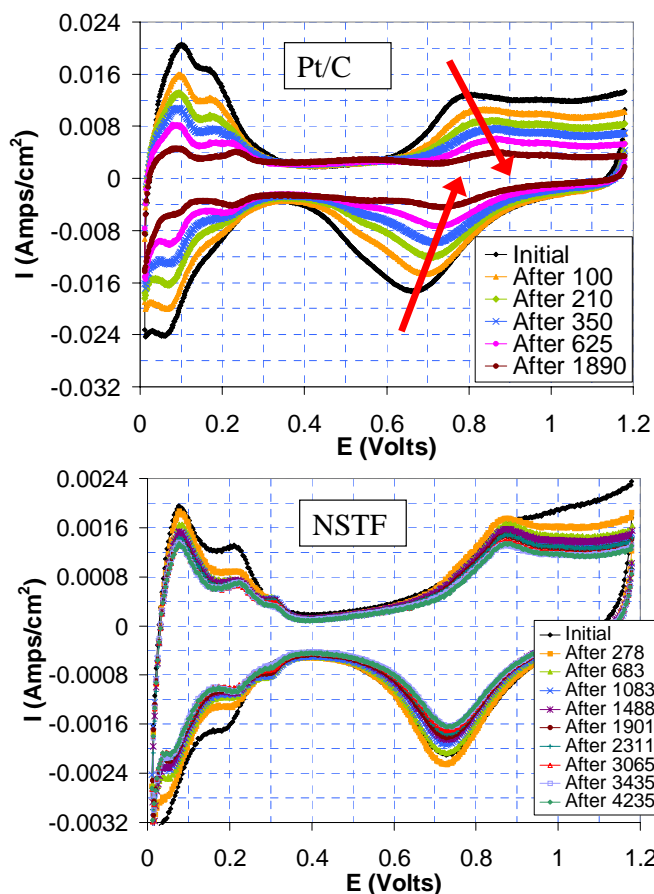 0.024
0.016
0.008
0
-0.008
-0.016
-0.024
-0.032
I (Amps/cm²)
Pt/C
Initial
After 100
After 210
After 350
After 625
After 1890
0 0.2 0.4 0.6 0.8 1 1.2
E (Volts)
0.0024
0.0016
0.0008
0
-0.0008
-0.0016
-0.0024
-0.0032
I (Amps/cm²)
NSTF
Initial
After 278
After 683
After 1083
After 1488
After 1901
After 2311
After 3065
After 3435
After 4235
0 0.2 0.4 0.6 0.8 1 1.2
E (Volts)